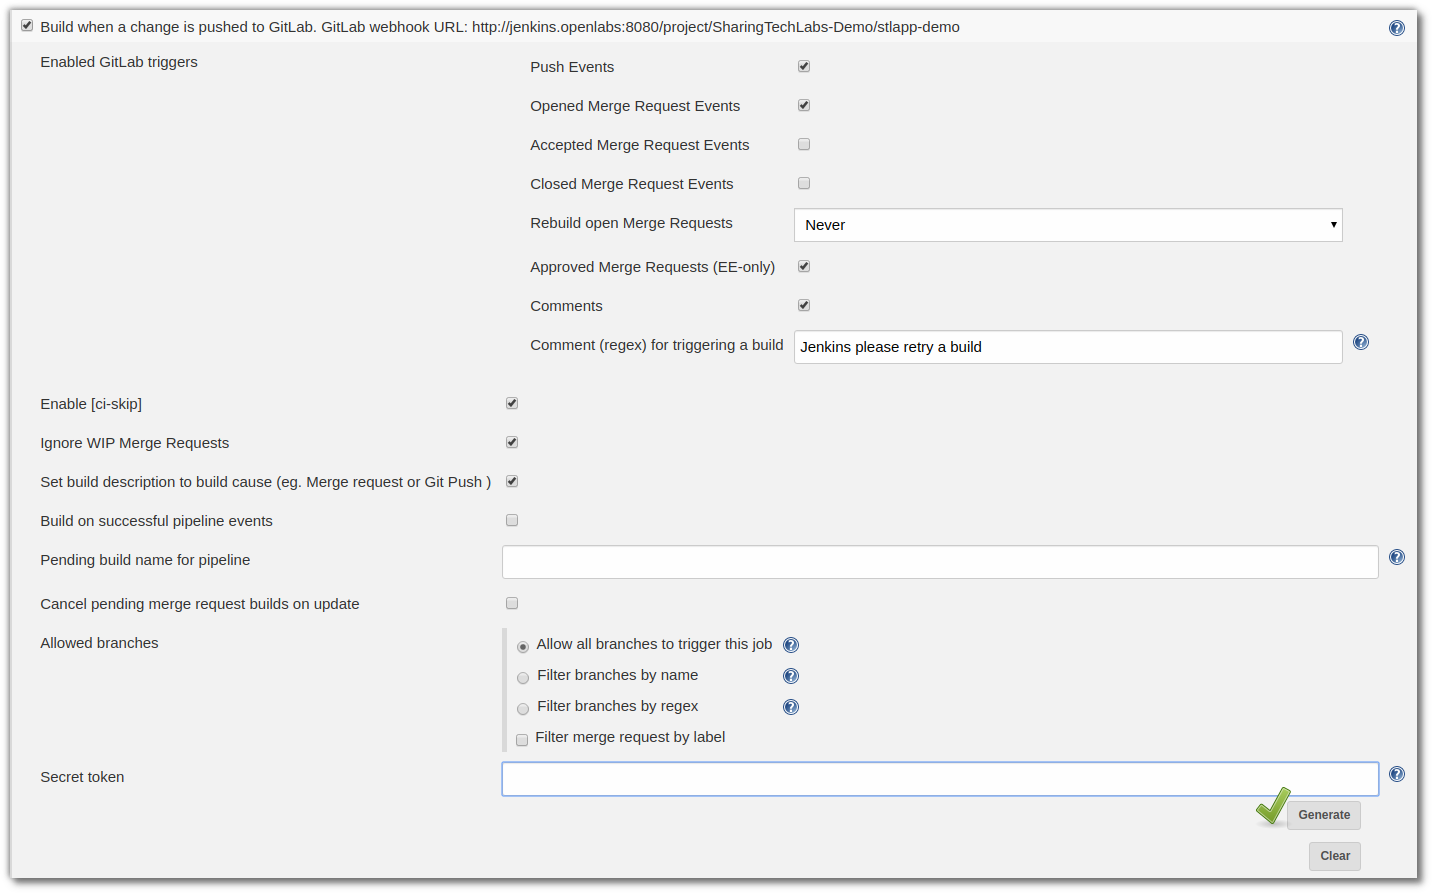 Build when a change is pushed to GitLab. GitLab webhook URL: http://jenkins.openlabs:8080/project/SharingTechLabs-Demo/stlapp-demo
Enabled GitLab triggers
Push Events
Opened Merge Request Events
Accepted Merge Request Events
Closed Merge Request Events
Rebuild open Merge Requests Never
Approved Merge Requests (EE-only)
Comments
Comment (regex) for triggering a build Jenkins please retry a build
Enable [ci-skip]
Ignore WIP Merge Requests
Set build description to build cause (eg. Merge request or Git Push )
Build on successful pipeline events
Pending build name for pipeline
Cancel pending merge request builds on update
Allowed branches
Allow all branches to trigger this job
Filter branches by name
Filter branches by regex
Filter merge request by label
Secret token
Generate
Clear